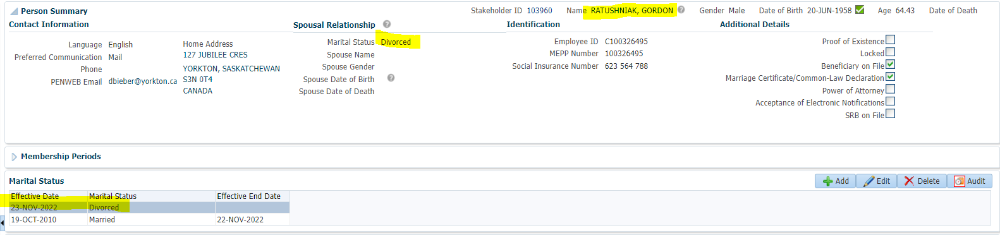 Person Summary Stakeholder ID 103960 Name RATUSHNIAK, GORDON Gender Male Date of Birth 20-JUN-1958 Age 64.43 Date of Death
Contact Information Spousal Relationship Identification Additional Details
Language English Home Address Marital Status Divorced Employee ID C100326495 Proof of Existence
Preferred Communication Mail 127 JUBILEE CRES Spouse Name MEPP Number 100326495 Locked
Phone YORKTON, SASKATCHEWAN Spouse Gender Social Insurance Number 623 564 788 Beneficiary on File
PENWEB Email dbieber@yorkton.ca S3N 0T4 Spouse Date of Birth Marriage Certificate/Common-Law Declaration
CANADA Spouse Date of Death Power of Attorney
Acceptance of Electronic Notifications
SRB on File
Membership Periods
Marital Status Add Edit Delete Audit
Effective Date Marital Status Effective End Date
23-NOV-2022 Divorced
19-OCT-2010 Married 22-NOV-2022